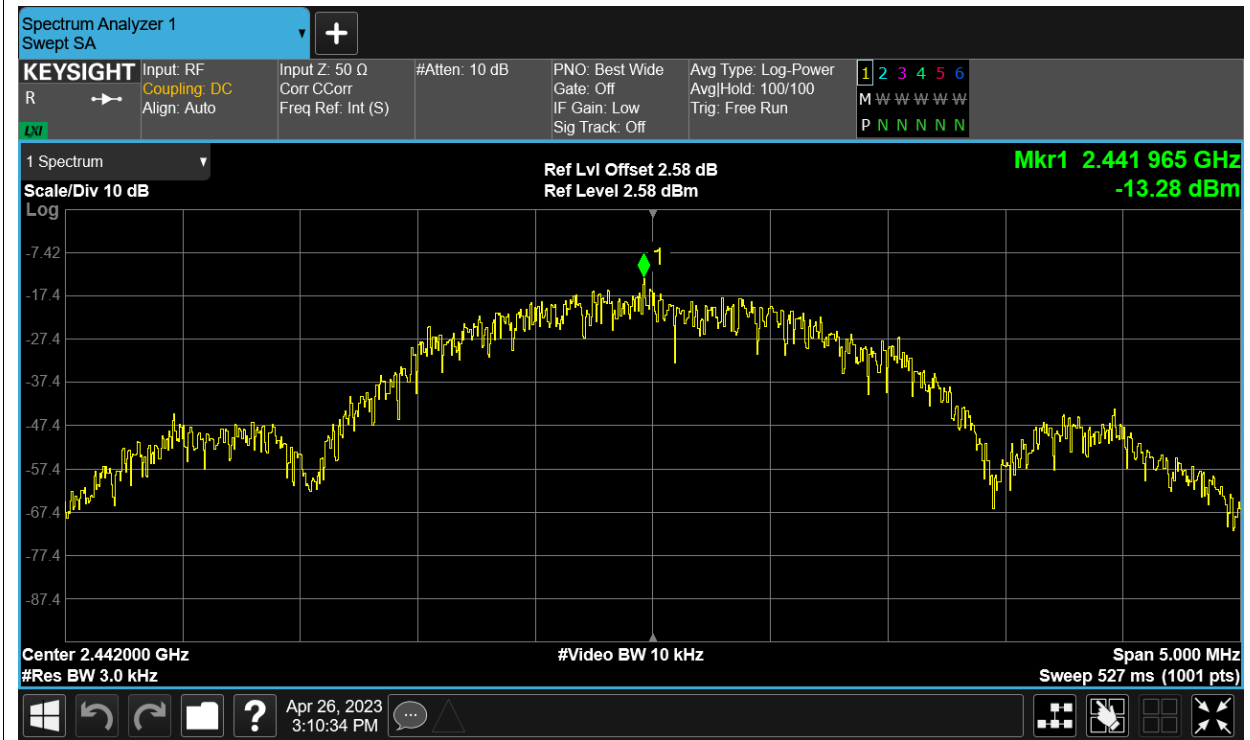 Spectrum Analyzer 1
Swept SA
KEYSIGHT
R
LXI
Input: RF
Coupling: DC
Align: Auto
Input Z: 50 Ω
Corr CCorr
Freq Ref: Int (S)
#Atten: 10 dB
PNO: Best Wide
Gate: Off
IF Gain: Low
Sig Track: Off
Avg Type: Log-Power
Avg|Hold: 100/100
Trig: Free Run
1 2 3 4 5 6
M W W W W W
P N N N N N
1 Spectrum
Scale/Div 10 dB
Log
Ref Lvl Offset 2.58 dB
Ref Level 2.58 dBm
Mkr1 2.441 965 GHz
-13.28 dBm
1
-7.42
-17.4
-27.4
-37.4
-47.4
-57.4
-67.4
-77.4
-87.4
Center 2.442000 GHz
#Res BW 3.0 kHz
#Video BW 10 kHz
Span 5.000 MHz
Sweep 527 ms (1001 pts)
?
Apr 26, 2023
3:10:34 PM